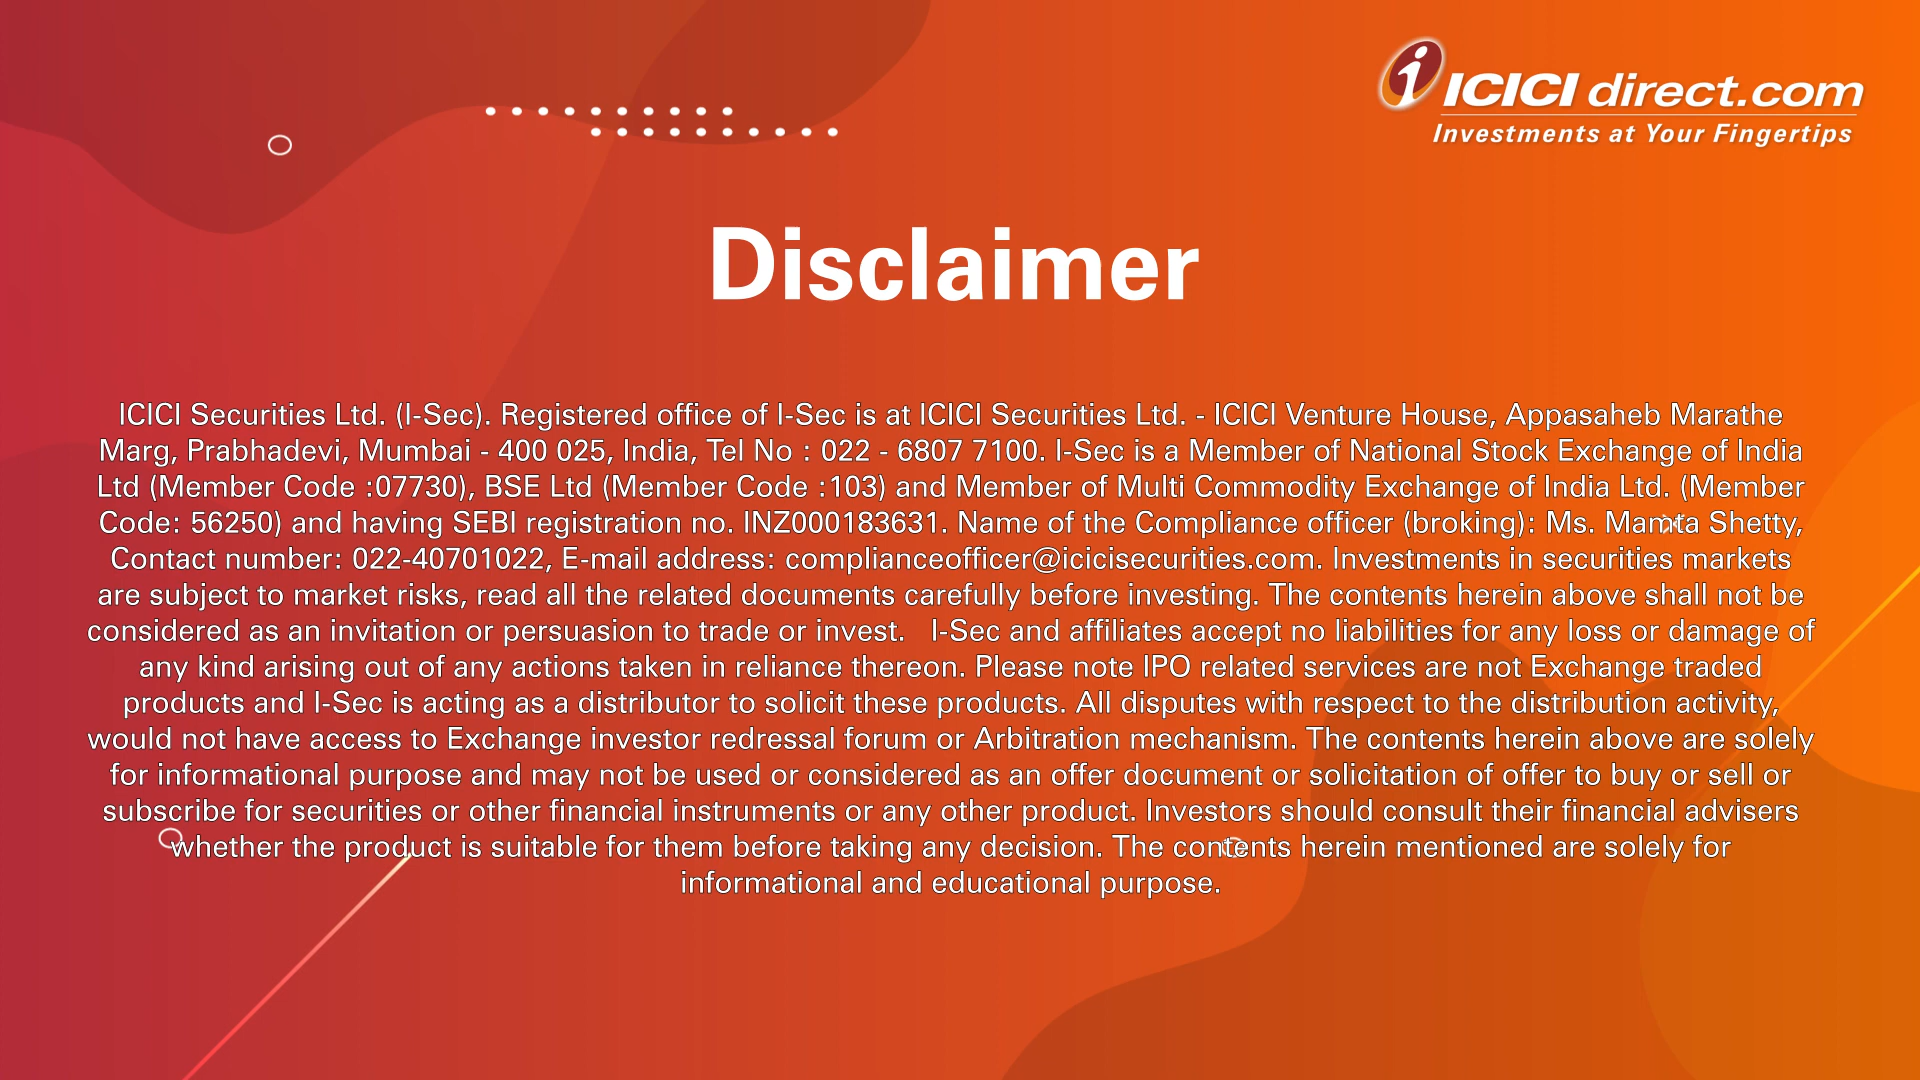 ICICI direct.com
Investments at Your Fingertips
Disclaimer
ICICI Securities Ltd. (I-Sec). Registered office of I-Sec is at ICICI Securities Ltd. - ICICI Venture House, Appasaheb Marathe
Marg, Prabhadevi, Mumbai - 400 025, India, Tel No : 022 - 6807 7100. I-Sec is a Member of National Stock Exchange of India
Ltd (Member Code :07730), BSE Ltd (Member Code :103) and Member of Multi Commodity Exchange of India Ltd. (Member
Code: 56250) and having SEBI registration no. INZ000183631. Name of the Compliance officer (broking): Ms. Mamta Shetty,
Contact number: 022-40701022, E-mail address: complianceofficer@icicisecurities.com. Investments in securities markets
are subject to market risks, read all the related documents carefully before investing. The contents herein above shall not be
considered as an invitation or persuasion to trade or invest.   I-Sec and affiliates accept no liabilities for any loss or damage of
any kind arising out of any actions taken in reliance thereon. Please note IPO related services are not Exchange traded
products and I-Sec is acting as a distributor to solicit these products. All disputes with respect to the distribution activity,
would not have access to Exchange investor redressal forum or Arbitration mechanism. The contents herein above are solely
for informational purpose and may not be used or considered as an offer document or solicitation of offer to buy or sell or
subscribe for securities or other financial instruments or any other product. Investors should consult their financial advisers
whether the product is suitable for them before taking any decision. The contents herein mentioned are solely for
informational and educational purpose.